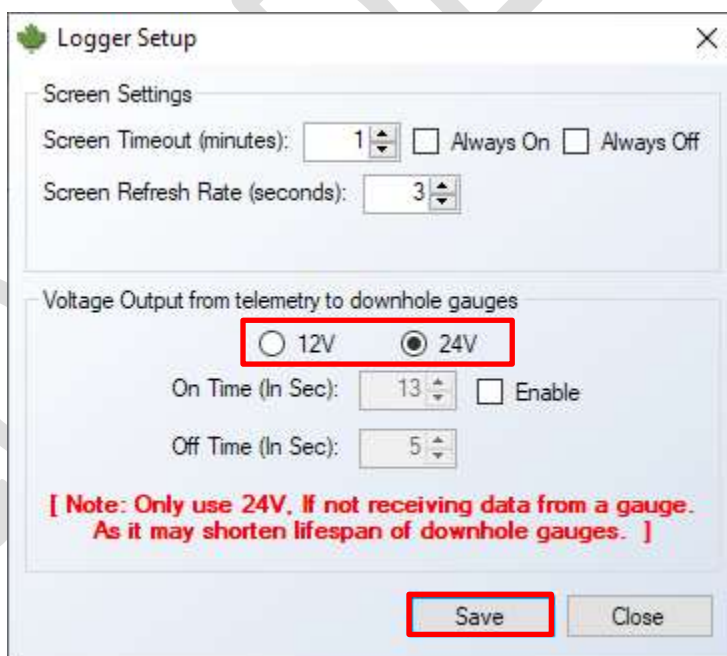 Logger Setup
Screen Settings
Screen Timeout (minutes): 1 Always On Always Off
Screen Refresh Rate (seconds): 3
Voltage Output from telemetry to downhole gauges
12V 24V
On Time (In Sec): 13 Enable
Off Time (In Sec): 5
[ Note: Only use 24V, If not receiving data from a gauge.
As it may shorten lifespan of downhole gauges. ]
Save Close